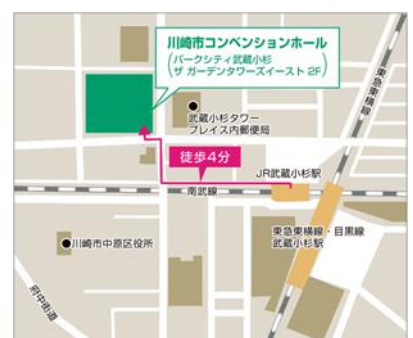 川崎市コンベンションホール
(パークシティ武蔵小杉
ザ ガーデンタワーズイースト 2F)
東急東横線
武蔵小杉タワー
プレイス内郵便局
徒歩4分
JR武蔵小杉駅
南武線
東急東横線・目黒線
武蔵小杉駅
川崎市中原区役所
府中街道